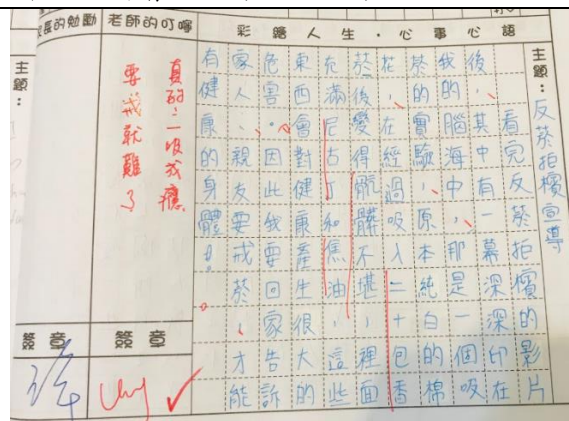 彩繪人生・心事心語
主題：反菸拒檳宣導
看完反菸拒檳的影片
後、其中有一幕深深印在
我的腦海中、那是一個吸
菸的實驗、原本純白的棉
花、在經過吸入二十包香
菸後變得骯髒不堪，裡面
充滿尼古丁和焦油，這些
東西會對健康產生很大的
危害、因此我要回家告訴
家人、親友要戒菸、才能
有健康的身體。
老師的叮嚀
真的！一吸成癮
要戒就難了
簽章
長的勉勵
簽章
主題：